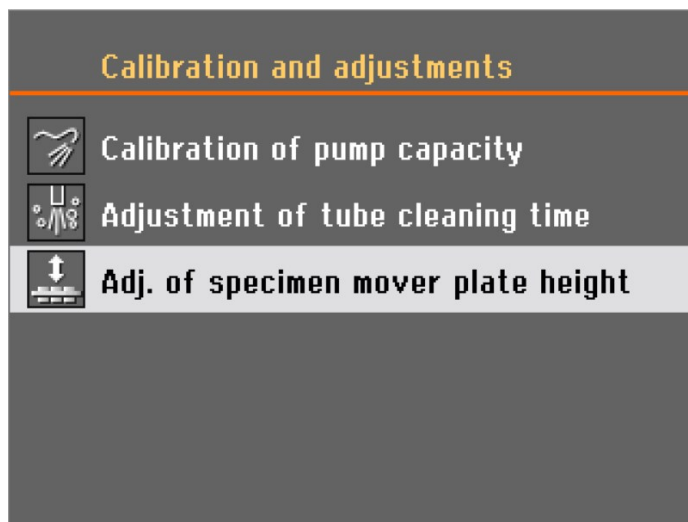 Calibration and adjustments
Calibration of pump capacity
Adjustment of tube cleaning time
Adj. of specimen mover plate height